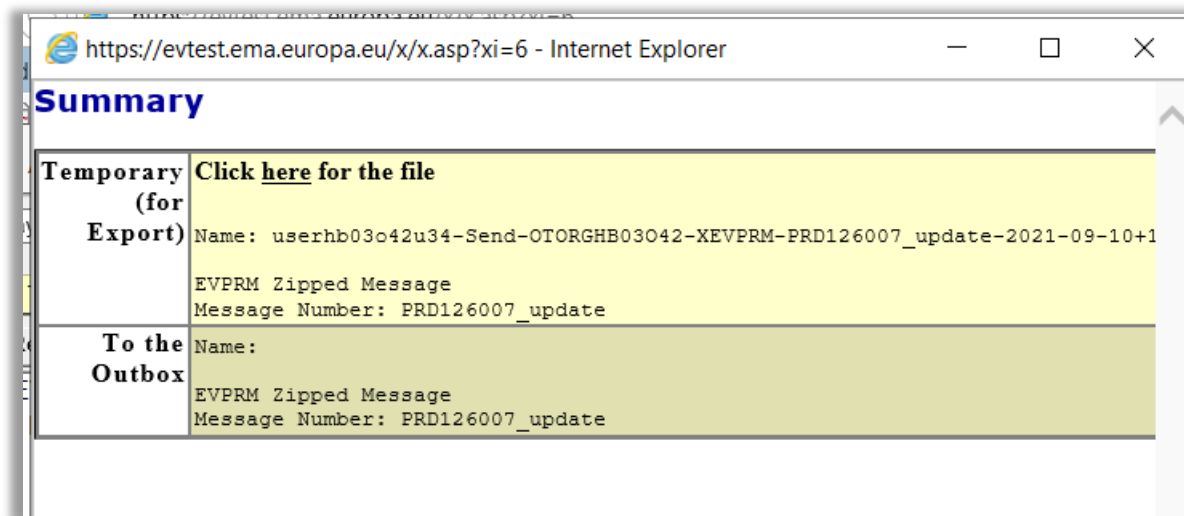 https://evtest.ema.europa.eu/x/x.asp?xi=6 - Internet Explorer
Summary
Temporary (for Export)
Click here for the file
Name: userhb03o42u34-Send-OTORGHB03O42-XEVPRM-PRD126007_update-2021-09-10+1
EVPRM Zipped Message
Message Number: PRD126007_update
To the Outbox
Name:
EVPRM Zipped Message
Message Number: PRD126007_update